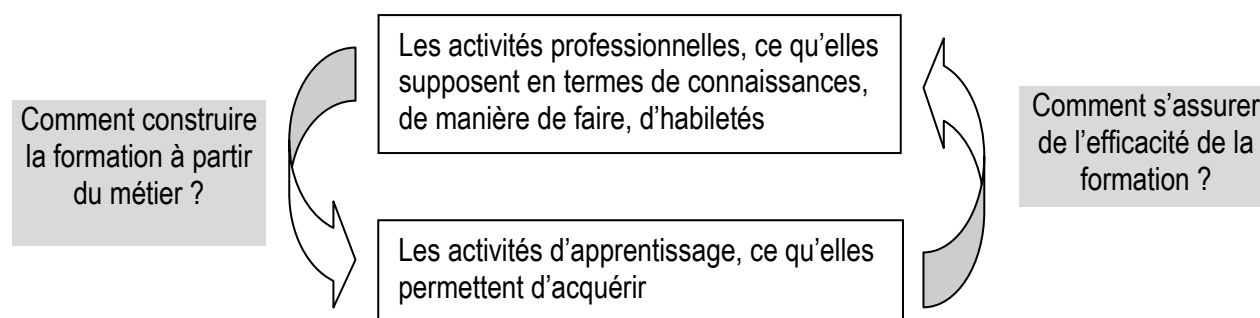 Comment construire
la formation à partir
du métier ?
Les activités professionnelles, ce qu’elles
supposent en termes de connaissances,
de manière de faire, d’habiletés
Les activités d’apprentissage, ce qu’elles
permettent d’acquérir
Comment s’assurer
de l’efficacité de la
formation ?